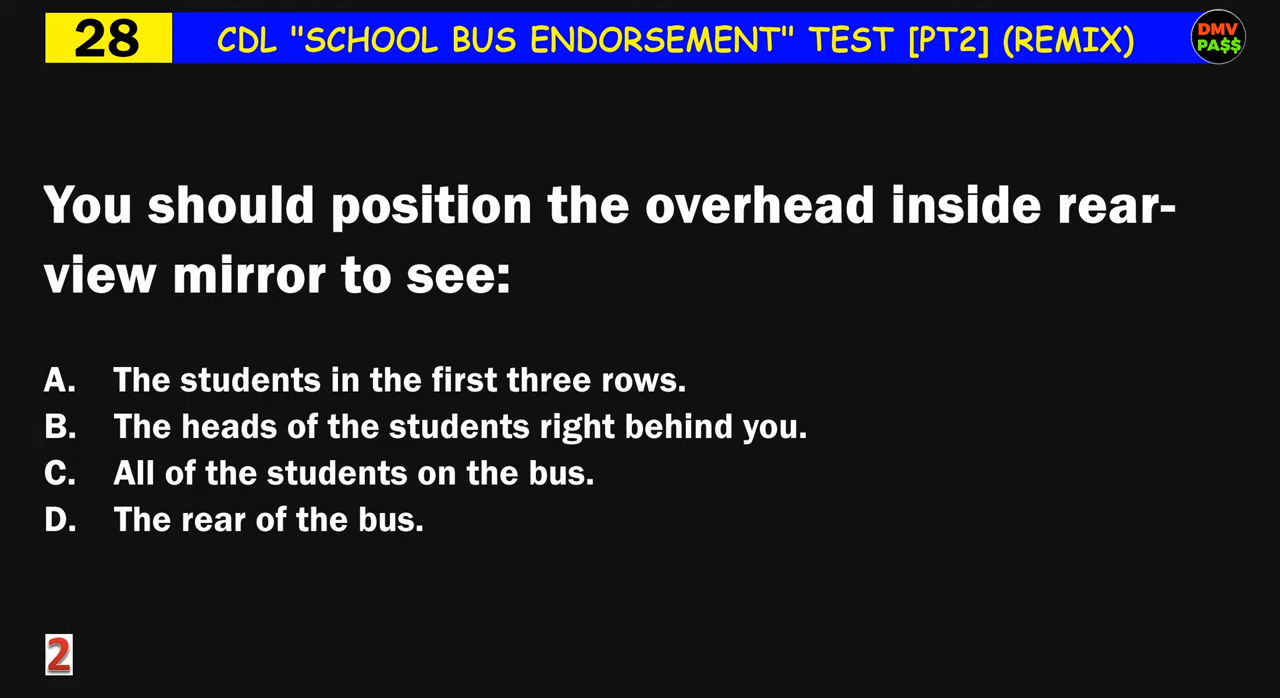 28
CDL "SCHOOL BUS ENDORSEMENT" TEST [PT2] (REMIX)
DMV
PA$$
You should position the overhead inside rear-
view mirror to see:
A. The students in the first three rows.
B. The heads of the students right behind you.
C. All of the students on the bus.
D. The rear of the bus.
2